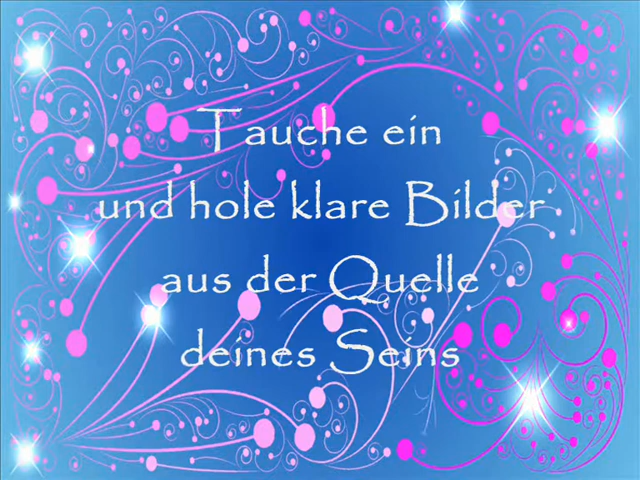 Tauche ein
und hole klare Bilder
aus der Quelle
deines Seins